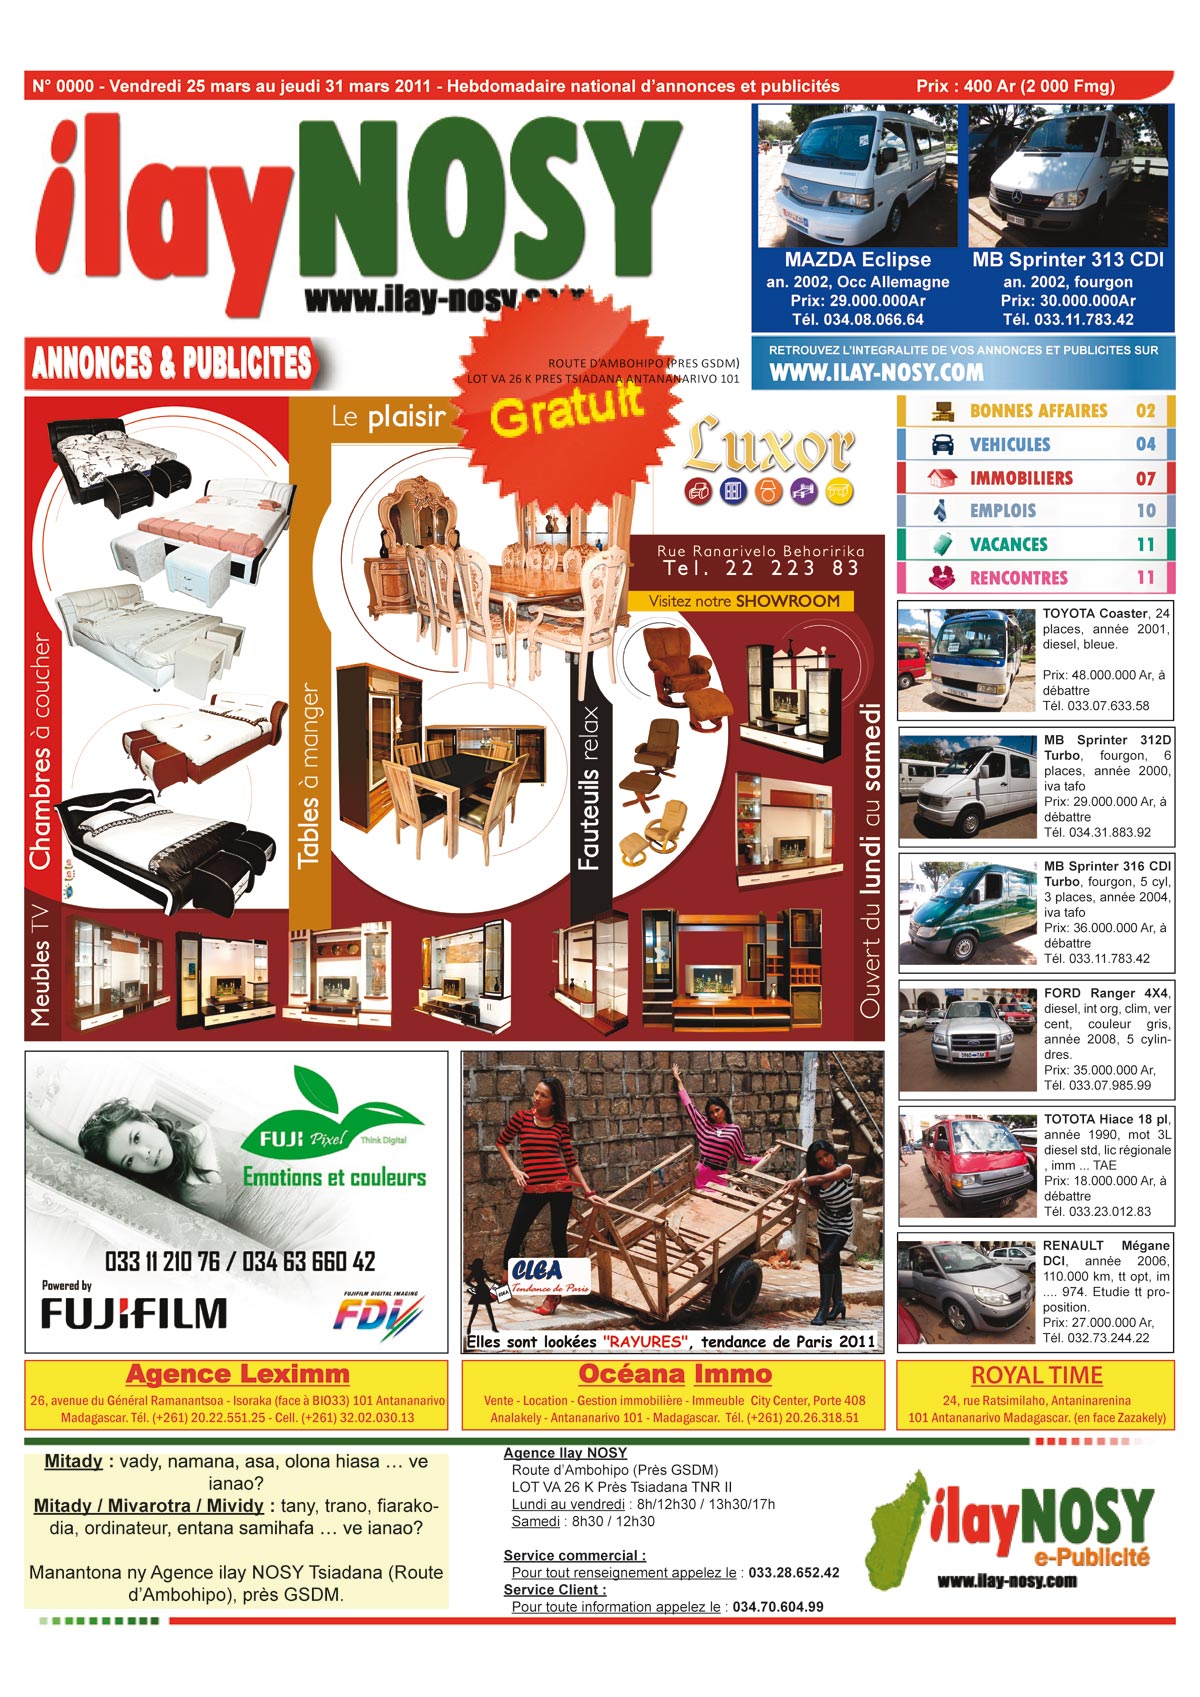 N° 0000 - Vendredi 25 mars au jeudi 31 mars 2011 - Hebdomadaire national d'annonces et publicités
Prix : 400 Ar (2 000 Fmg)
ilayNOSY
www.ilay-nosy.com
ANNONCES & PUBLICITES
ROUTE D'AMBOHIPO (PRES GSDM)
LOT VA 26 K PRES TSIADANA ANTANANARIVO 101
Gratuit
MAZDA Eclipse
an. 2002, Occ Allemagne
Prix: 29.000.000Ar
Tél. 034.08.066.64
MB Sprinter 313 CDI
an. 2002, fourgon
Prix: 30.000.000Ar
Tél. 033.11.783.42
RETROUVEZ L'INTEGRALITE DE VOS ANNONCES ET PUBLICITES SUR
WWW.ILAY-NOSY.COM
Le plaisir
Luxor
Rue Ranarivelo Behoririka
Tel. 22 223 83
Visitez notre SHOWROOM
Chambres à coucher
Tables à manger
Fauteuils relax
Meubles TV
Ouvert du lundi au samedi
BONNES AFFAIRES 02
VEHICULES 04
IMMOBILIERS 07
EMPLOIS 10
VACANCES 11
RENCONTRES 11
TOYOTA Coaster, 24
places, année 2001,
diesel, bleue.
Prix: 48.000.000 Ar, à
débattre
Tél. 033.07.633.58
MB Sprinter 312D
Turbo, fourgon, 6
places, année 2000,
iva tafo
Prix: 29.000.000 Ar, à
débattre
Tél. 034.31.883.92
MB Sprinter 316 CDI
Turbo, fourgon, 5 cyl,
3 places, année 2004,
iva tafo
Prix: 36.000.000 Ar, à
débattre
Tél. 033.11.783.42
FORD Ranger 4X4,
diesel, int org, clim, ver
cent, couleur gris,
année 2008, 5 cylin-
dres.
Prix: 35.000.000 Ar,
Tél. 033.07.985.99
TOTOTA Hiace 18 pl,
année 1990, mot 3L
diesel std, lic régionale
, imm ... TAE
Prix: 18.000.000 Ar, à
débattre
Tél. 033.23.012.83
RENAULT Mégane
DCI, année 2006,
110.000 km, tt opt, im
.... 974. Etudie tt pro-
position.
Prix: 27.000.000 Ar,
Tél. 032.73.244.22
FUJI Pixel Think Digital
Emotions et couleurs
033 11 210 76 / 034 63 660 42
Powered by
FUJIFILM
FUJIFILM DIGITAL IMAGING
FDi
CLEA
Tendance de Paris
Elles sont lookées "RAYURES", tendance de Paris 2011
Agence Leximm
26, avenue du Général Ramanantsoa - Isoraka (face à BIO33) 101 Antananarivo
Madagascar. Tél. (+261) 20.22.551.25 - Cell. (+261) 32.02.030.13
Océana Immo
Vente - Location - Gestion immobilière - Immeuble City Center, Porte 408
Analakely - Antananarivo 101 - Madagascar. Tél. (+261) 20.26.318.51
ROYAL TIME
24, rue Ratsimilaho, Antaninarenina
101 Antananarivo Madagascar. (en face Zazakely)
Mitady : vady, namana, asa, olona hiasa ... ve
ianao?
Mitady / Mivarotra / Mividy : tany, trano, fiarako-
dia, ordinateur, entana samihafa ... ve ianao?
Manantona ny Agence ilay NOSY Tsiadana (Route
d'Ambohipo), près GSDM.
Agence Ilay NOSY
Route d'Ambohipo (Près GSDM)
LOT VA 26 K Près Tsiadana TNR II
Lundi au vendredi : 8h/12h30 / 13h30/17h
Samedi : 8h30 / 12h30
Service commercial :
Pour tout renseignement appelez le : 033.28.652.42
Service Client :
Pour toute information appelez le : 034.70.604.99
ilayNOSY
e-Publicité
www.ilay-nosy.com